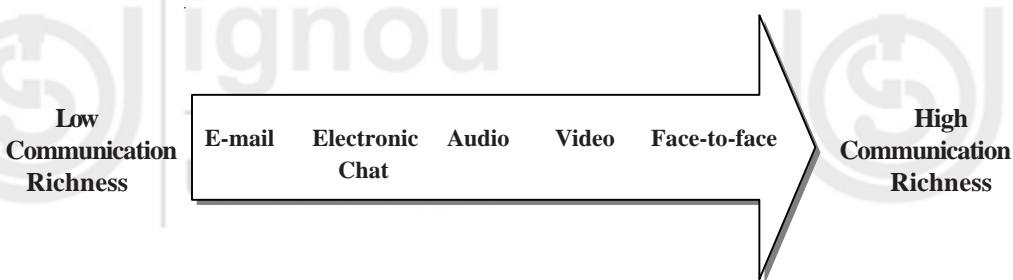 ignou
Low
Communication
Richness
E-mail
Electronic
Chat
Audio
Video
Face-to-face
High
Communication
Richness